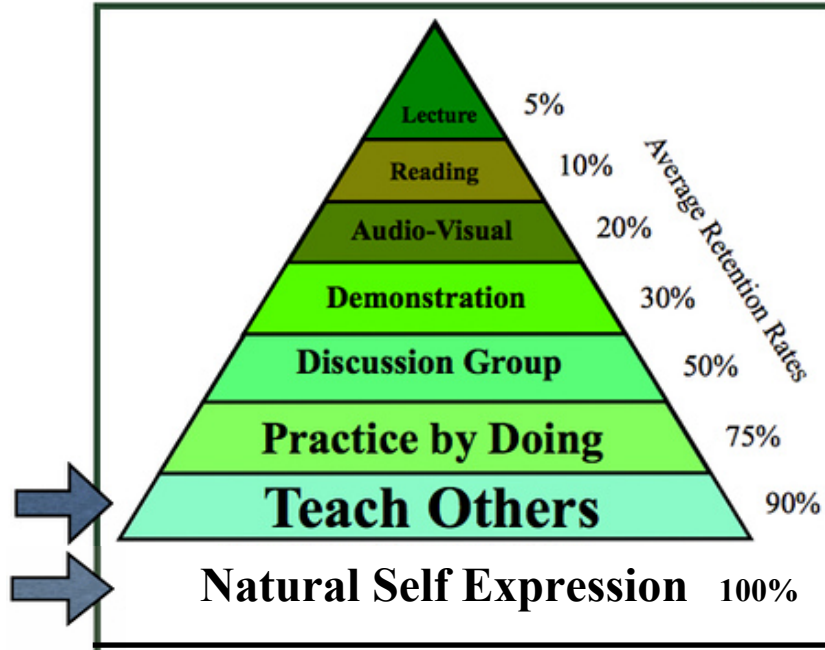 Lecture 5%
Reading 10%
Audio-Visual 20%
Demonstration 30%
Discussion Group 50%
Practice by Doing 75%
Teach Others 90%
Average Retention Rates
Natural Self Expression 100%